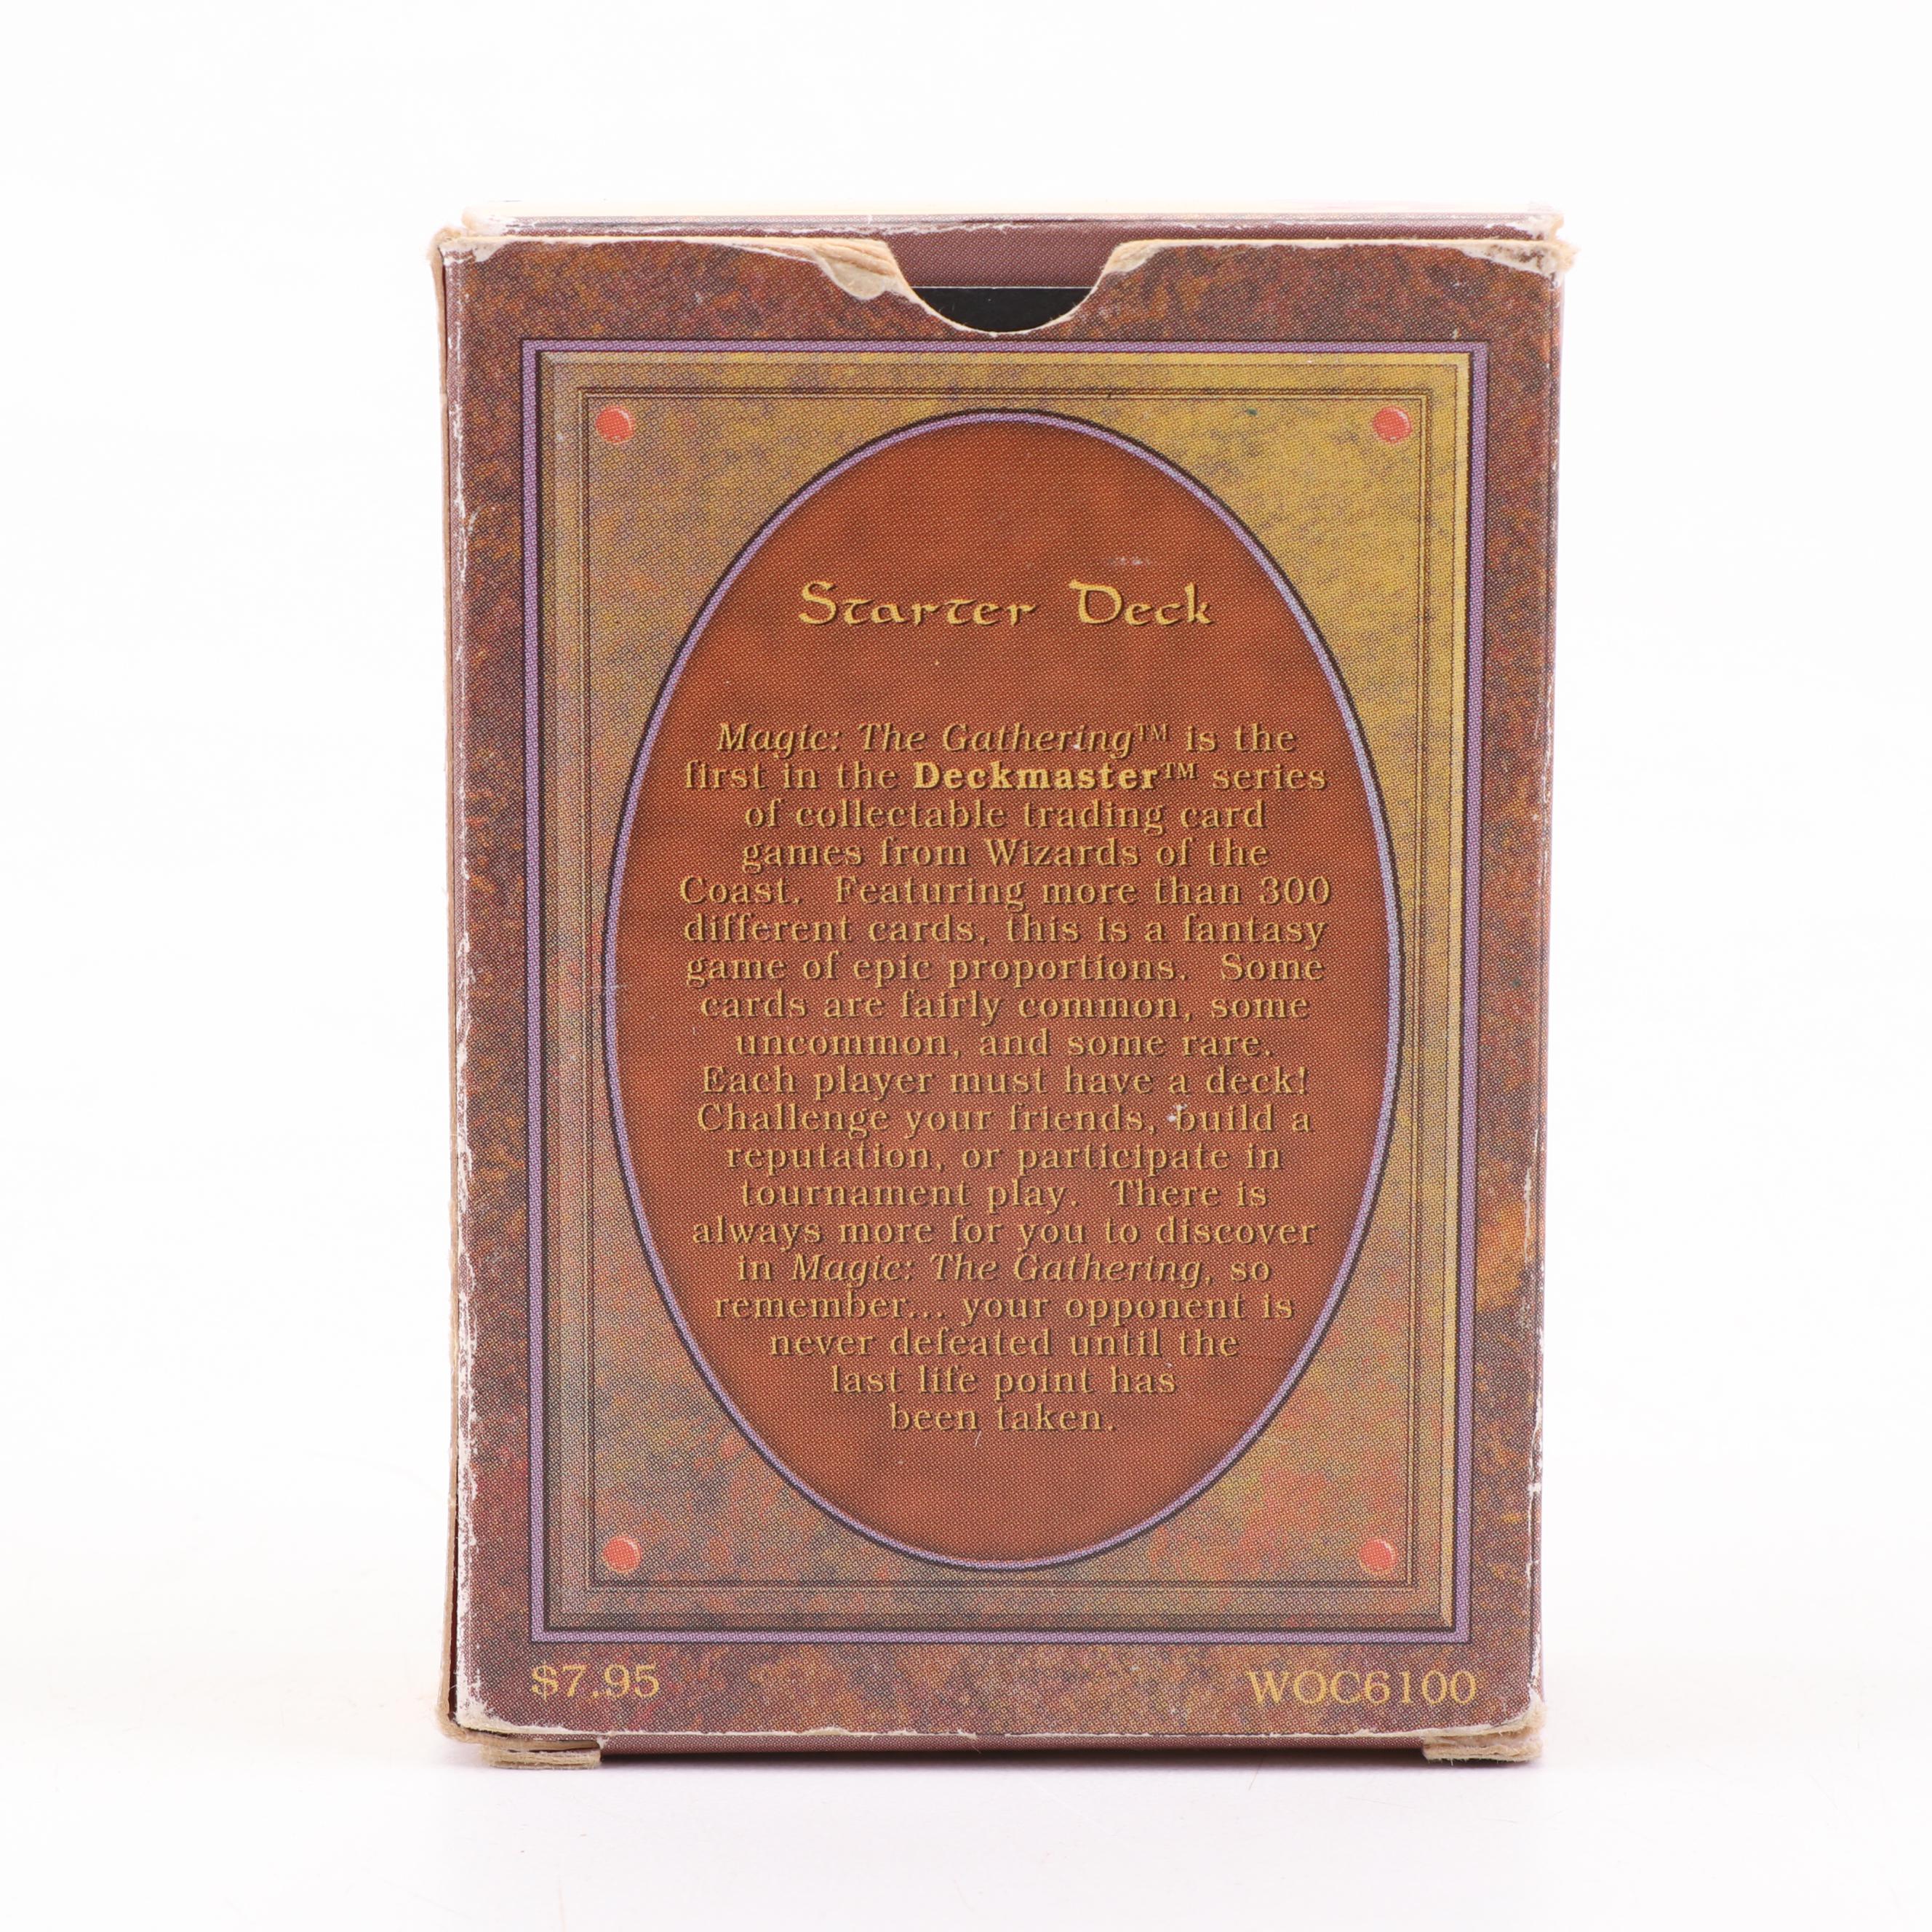 Starter Deck
Magic: The Gathering™ is the
first in the Deckmaster™ series
of collectable trading card
games from Wizards of the
Coast. Featuring more than 300
different cards, this is a fantasy
game of epic proportions. Some
cards are fairly common, some
uncommon, and some rare.
Each player must have a deck!
Challenge your friends, build a
reputation, or participate in
tournament play. There is
always more for you to discover
in Magic: The Gathering, so
remember... your opponent is
never defeated until the
last life point has
been taken.
$7.95
WOC6100